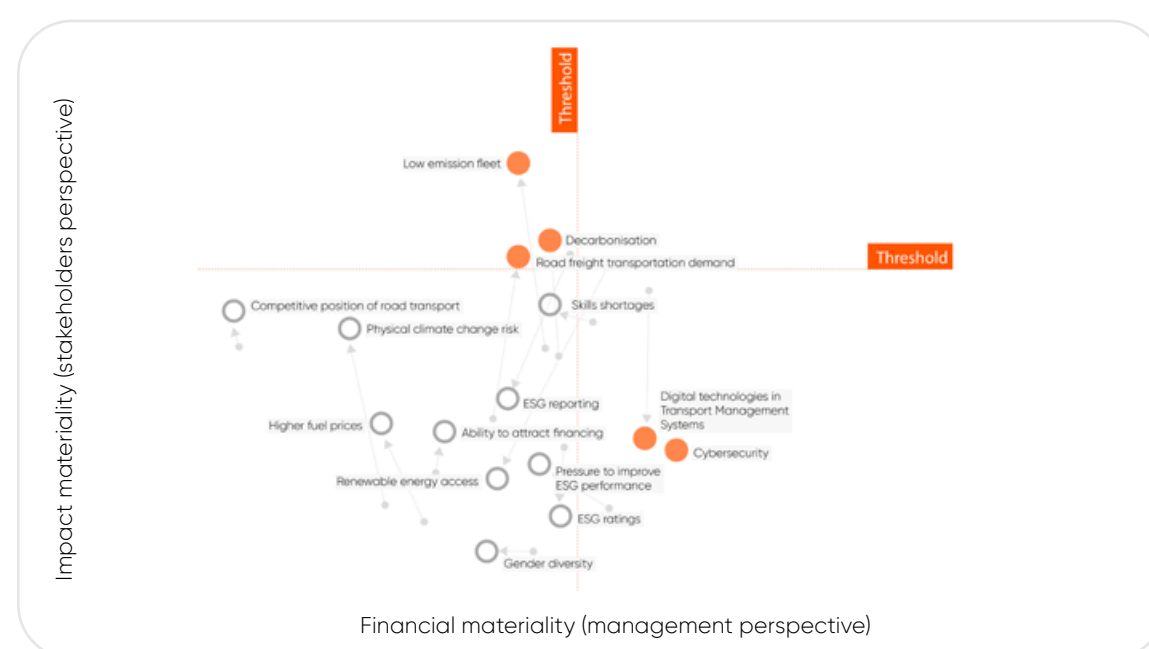 Threshold
Low emission fleet
Decarbonisation
Threshold
Road freight transportation demand
Competitive position of road transport
Skills shortages
Physical climate change risk
ESG reporting
Digital technologies in
Transport Management
Systems
Higher fuel prices
Ability to attract financing
Cybersecurity
Renewable energy access
Pressure to improve
ESG performance
ESG ratings
Gender diversity
Impact materiality (stakeholders perspective)
Financial materiality (management perspective)